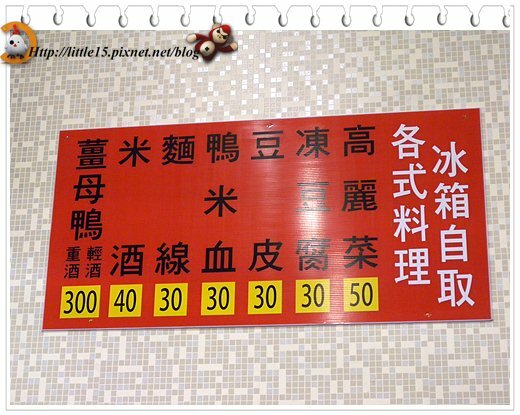 Http://little15.pixnet.net/blog
冰箱自取
各式料理
高麗菜
50
凍豆腐
30
豆皮
30
鴨米血
30
麵線
30
米酒
40
薑母鴨
輕酒
重酒
300